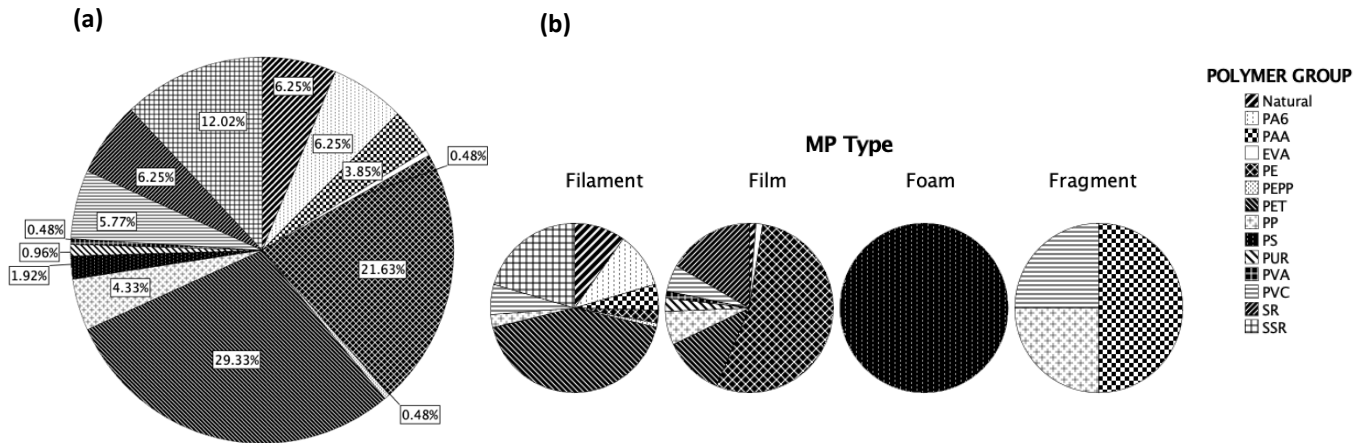 (a)
6.25%
6.25%
3.85%
0.48%
21.63%
0.48%
29.33%
4.33%
1.92%
0.96%
0.48%
5.77%
6.25%
12.02%
(b)
MP Type
Filament
Film
Foam
Fragment
POLYMER GROUP
Natural
PA6
PAA
EVA
PE
PEPP
PET
PP
PS
PUR
PVA
PVC
SR
SSR